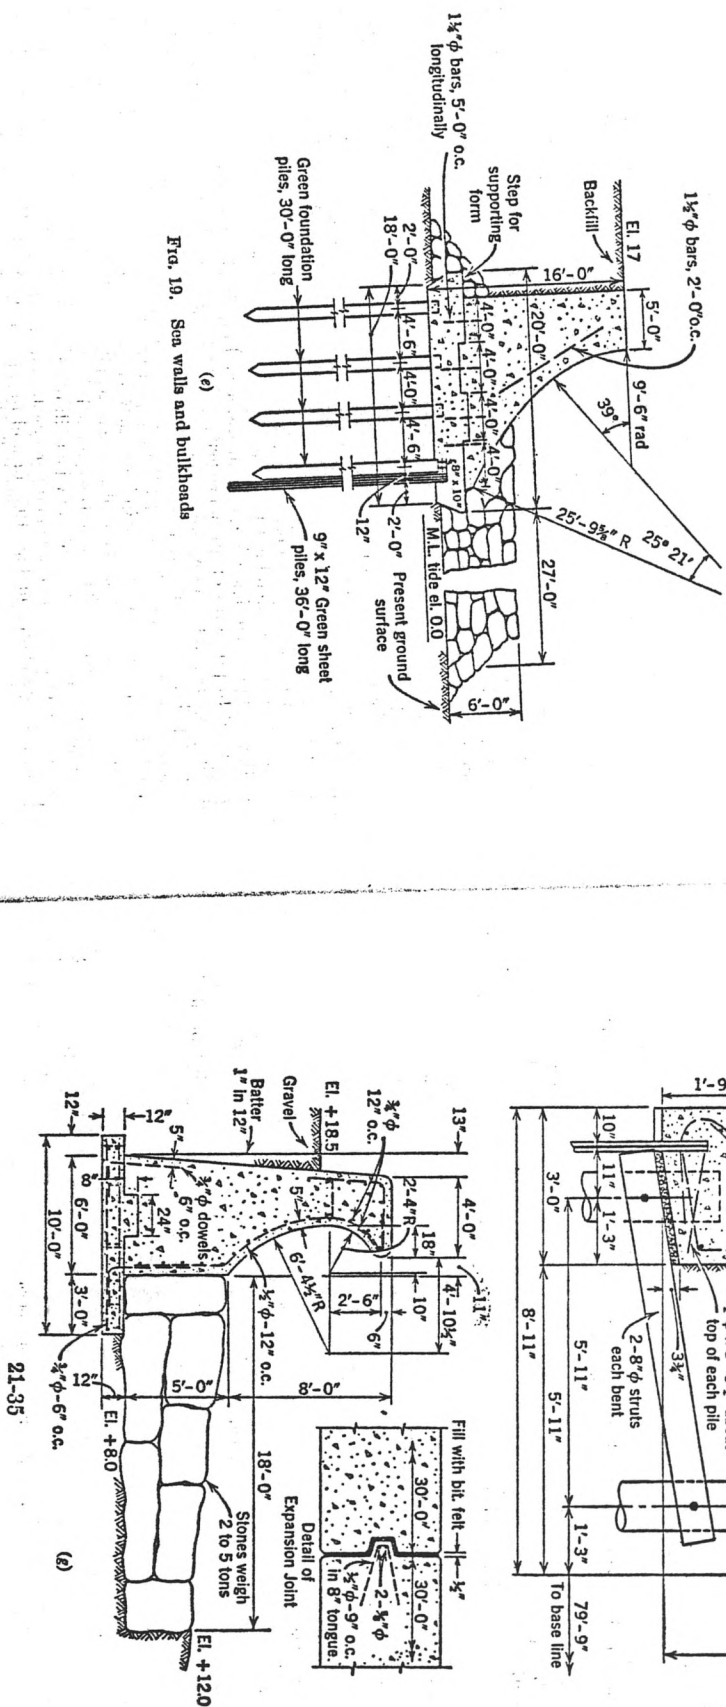 1¼"φ bars, 5'-0" o.c.
longitudinally
Step for
supporting
form
Backfill
El. 17
1½"φ bars, 2'-0" o.c.
16'-0"
5'-0"
20'-0"
9'-6" rad
39°
25° 21'
25'-9⅝" R
27'-0"
6'-0"
4'-0"
4'-0"
4'-0"
4'-0"
8" x 10"
2'-0"
18'-0"
4'-6"
4'-0"
4'-6"
2'-0"
12"
M.L. tide el. 0.0
Present ground
surface
Green foundation
piles, 30'-0" long
9" x 12" Green sheet
piles, 36'-0" long
(e)
FIG. 19. Sea walls and bulkheads
1'-9
10"
11"
1'-3"
3'-0"
3¾"
top of each pile
2-8"φ struts
each bent
5'-11"
5'-11"
8'-11"
1'-3"
79'-9"
To base line
El. +18.5
Gravel
Batter
1" in 12"
13"
4'-0"
¾"φ
12" o.c.
2'-4" R
18"
11"
4'-10½"
10"
6"
2'-6"
5"
6'-4½" R
8'-0"
½"φ-12" o.c.
5"
¾"φ dowels
6" o.c.
8"
24"
12"
12"
6'-0"
3'-0"
10'-0"
¾"φ-6" o.c.
5'-0"
12"
El. +8.0
18'-0"
Stones weigh
2 to 5 tons
El. +12.0
Fill with bit. felt
30'-0"
30'-0"
2-⅝"φ
½"φ-9" o.c.
in 8" tongue
Detail of
Expansion Joint
(g)
21-35